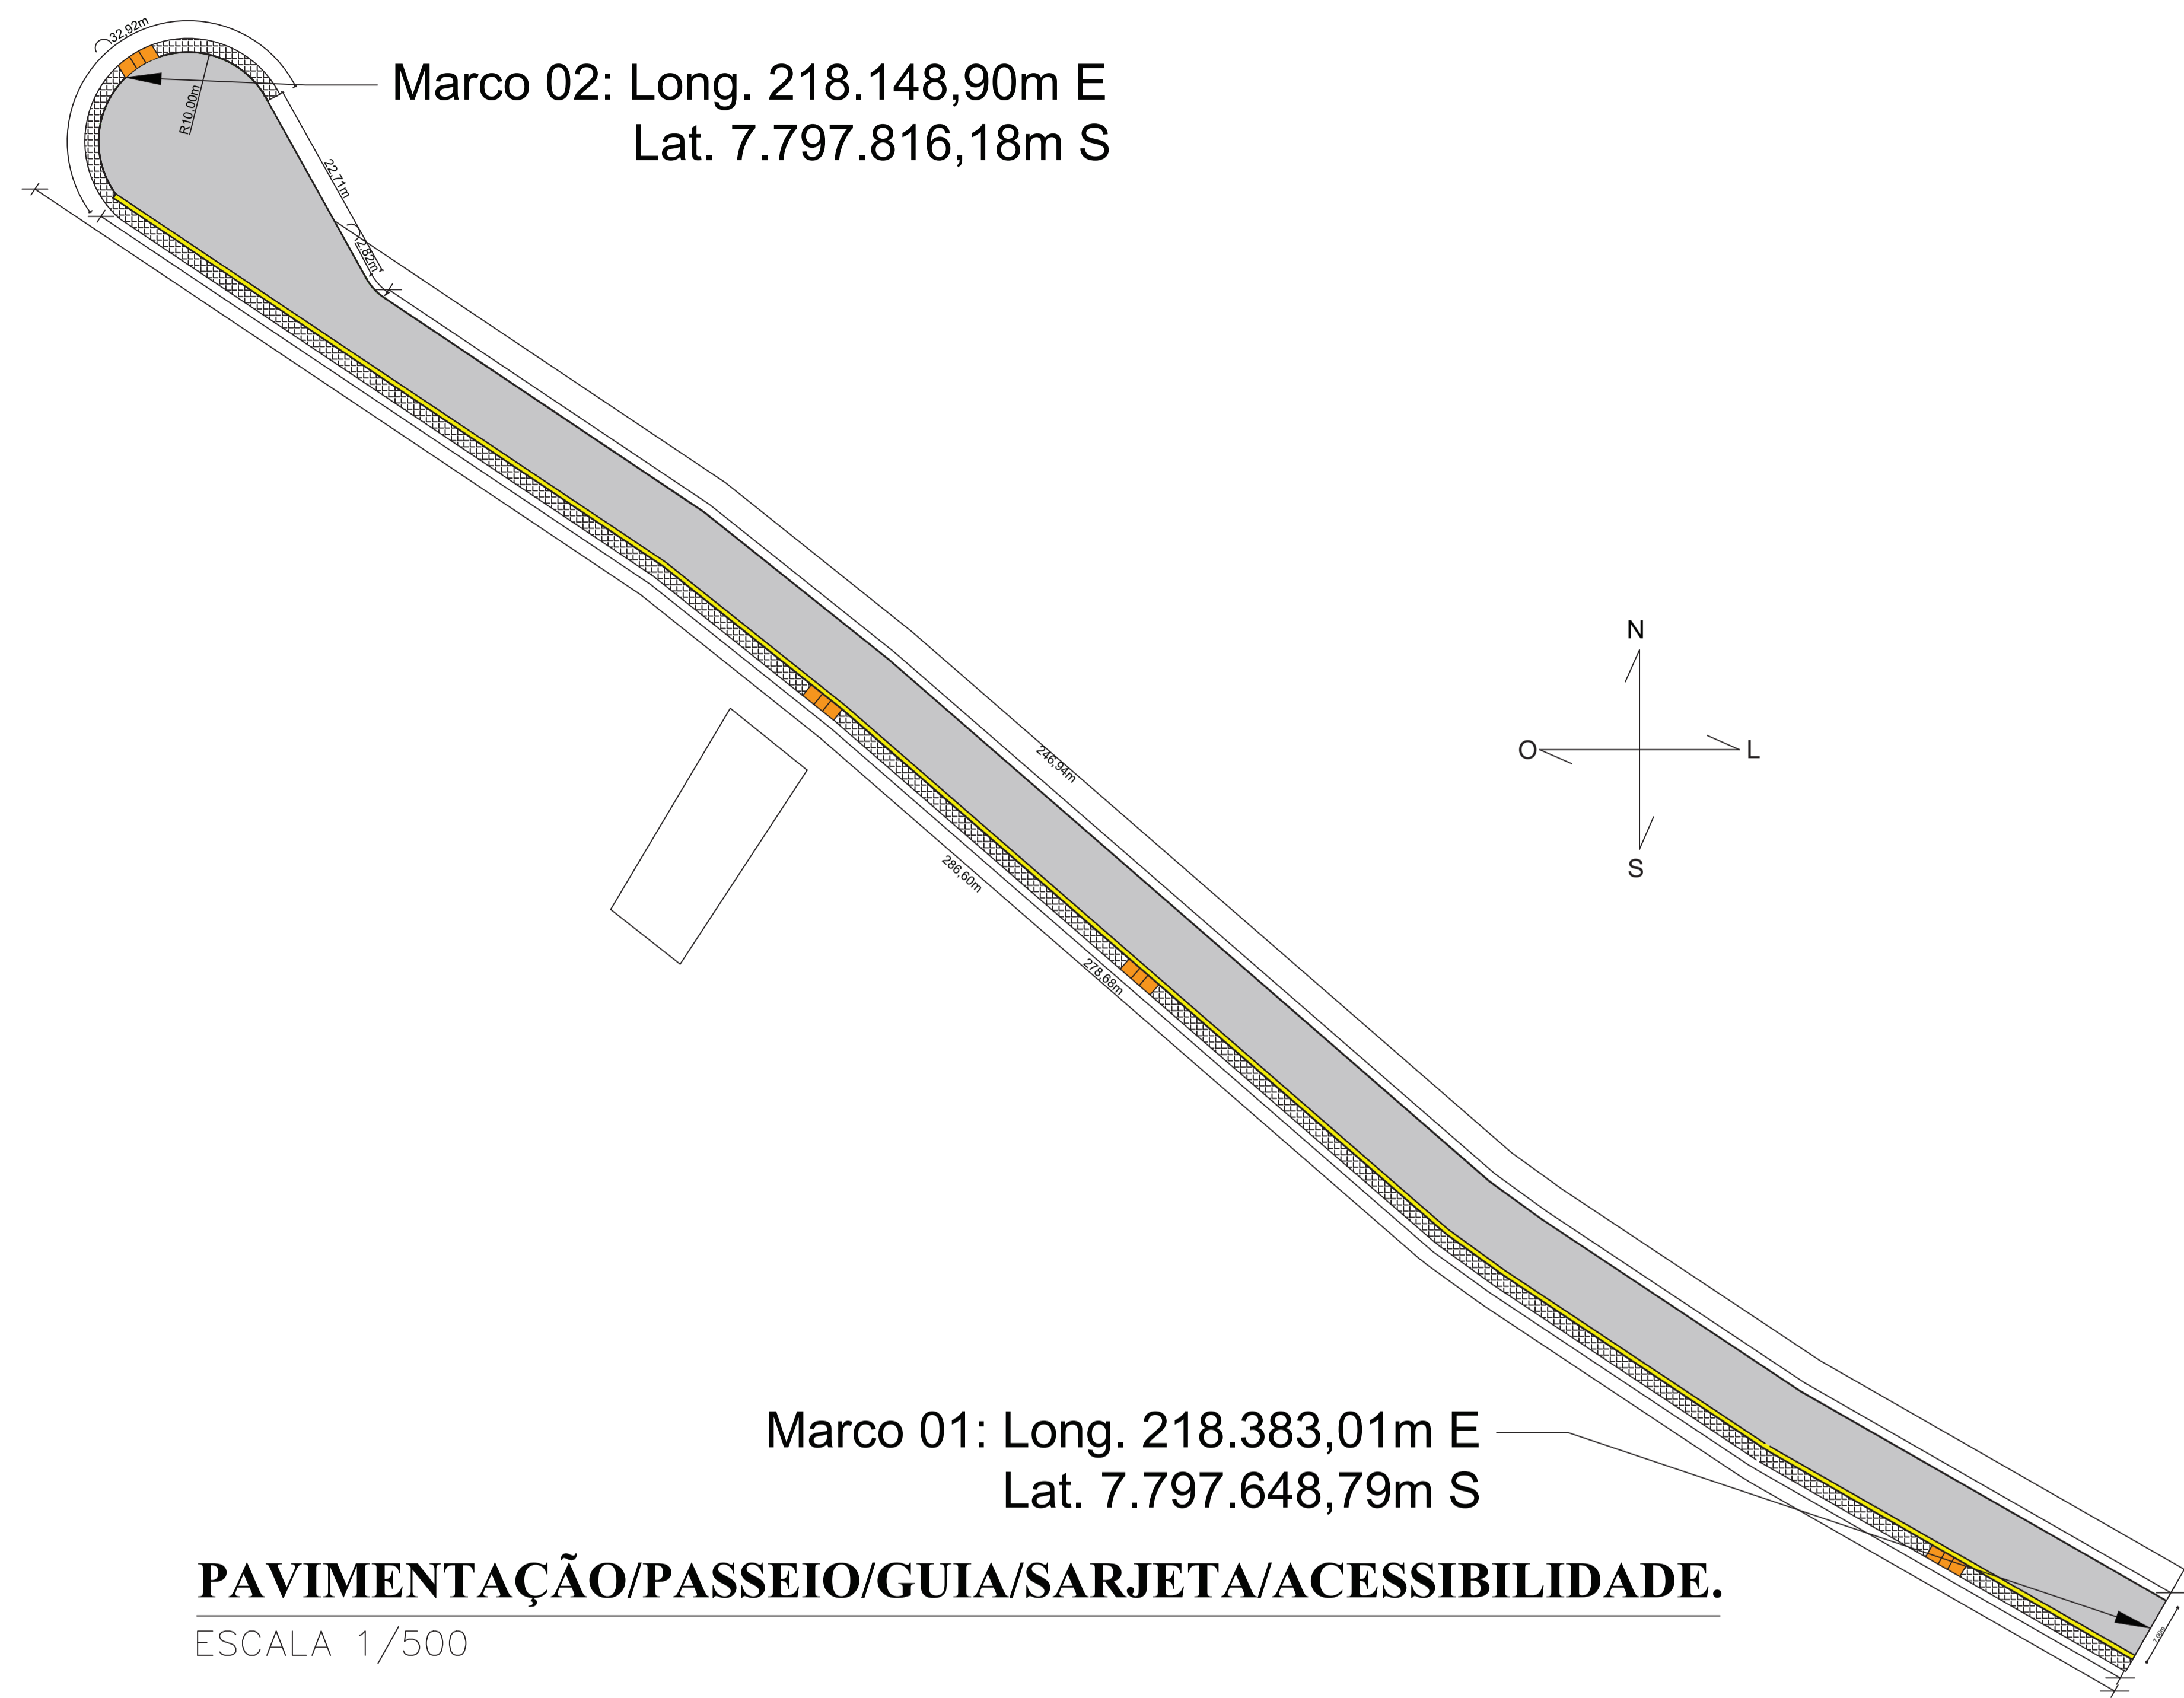 32,92m
Marco 02: Long. 218.148,90m E
Lat. 7.797.816,18m S
R10,00m
22,71m
2,82m
N
246,94m
O
L
286,60m
S
278,68m
Marco 01: Long. 218.383,01m E
Lat. 7.797.648,79m S
PAVIMENTAÇÃO/PASSEIO/GUIA/SARJETA/ACESSIBILIDADE.
ESCALA 1/500
7,00m